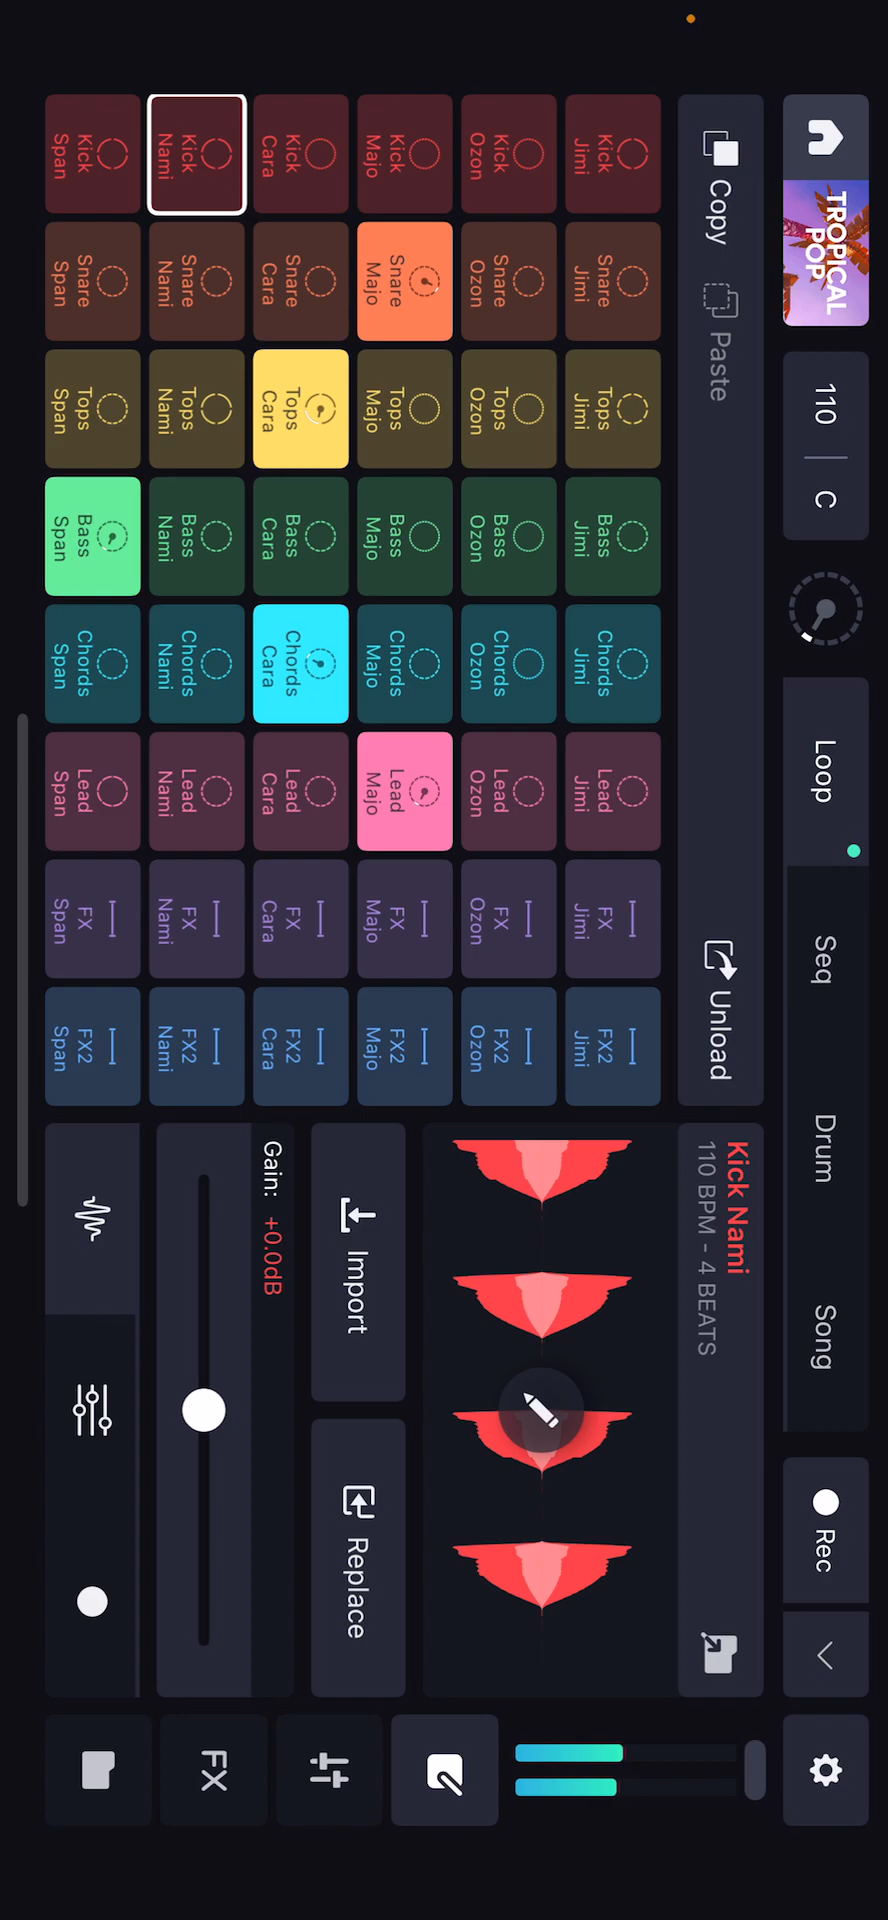 TROPICAL
POP
110
C
Loop
Seq
Drum
Song
Rec
Copy
Paste
Unload
Kick
Jimi
Snare
Jimi
Tops
Jimi
Bass
Jimi
Chords
Jimi
Lead
Jimi
FX
Jimi
FX2
Jimi
Kick
Ozon
Snare
Ozon
Tops
Ozon
Bass
Ozon
Chords
Ozon
Lead
Ozon
FX
Ozon
FX2
Ozon
Kick
Majo
Snare
Majo
Tops
Majo
Bass
Majo
Chords
Majo
Lead
Majo
FX
Majo
FX2
Majo
Kick
Cara
Snare
Cara
Tops
Cara
Bass
Cara
Chords
Cara
Lead
Cara
FX
Cara
FX2
Cara
Kick
Nami
Snare
Nami
Tops
Nami
Bass
Nami
Chords
Nami
Lead
Nami
FX
Nami
FX2
Nami
Kick
Span
Snare
Span
Tops
Span
Bass
Span
Chords
Span
Lead
Span
FX
Span
FX2
Span
Kick Nami
110 BPM - 4 BEATS
Import
Replace
Gain: +0.0dB
FX